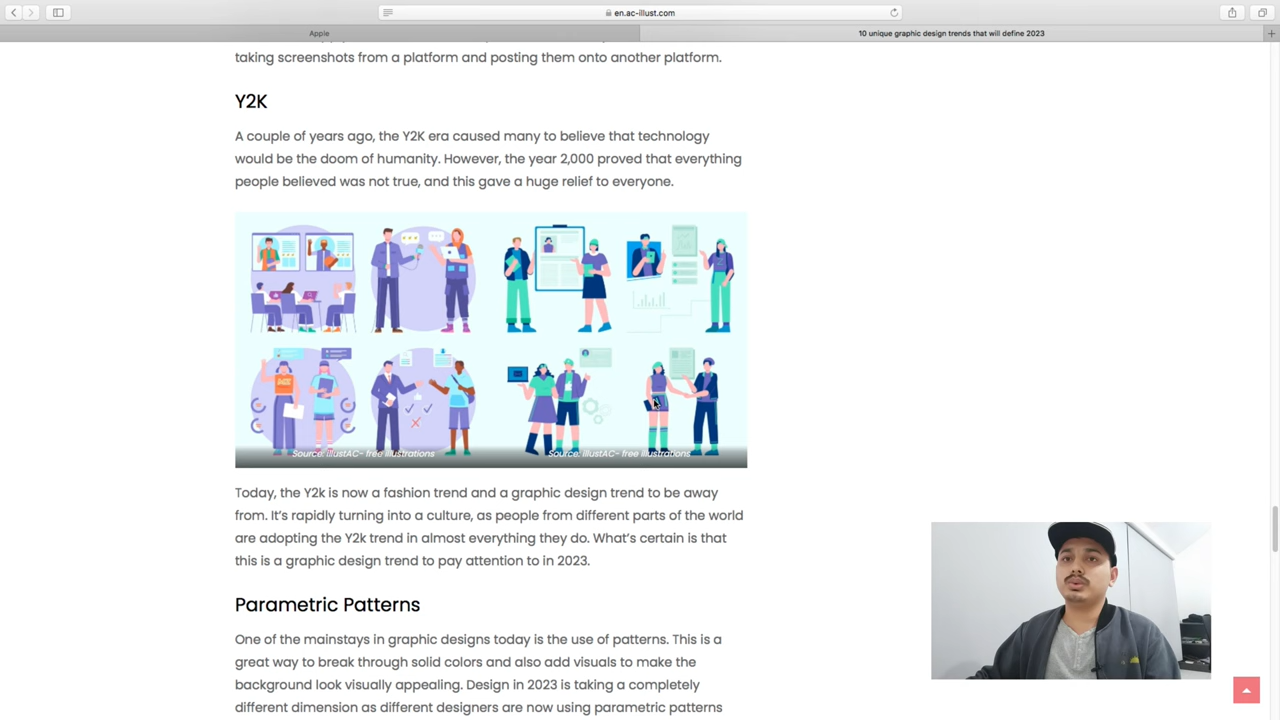 en.ac-illust.com
Apple
10 unique graphic design trends that will define 2023
taking screenshots from a platform and posting them onto another platform.
Y2K
A couple of years ago, the Y2K era caused many to believe that technology
would be the doom of humanity. However, the year 2,000 proved that everything
people believed was not true, and this gave a huge relief to everyone.
Source: illustAC- free illustrations
Source: illustAC- free illustrations
Today, the Y2k is now a fashion trend and a graphic design trend to be away
from. It's rapidly turning into a culture, as people from different parts of the world
are adopting the Y2k trend in almost everything they do. What's certain is that
this is a graphic design trend to pay attention to in 2023.
Parametric Patterns
One of the mainstays in graphic designs today is the use of patterns. This is a
great way to break through solid colors and also add visuals to make the
background look visually appealing. Design in 2023 is taking a completely
different dimension as different designers are now using parametric patterns